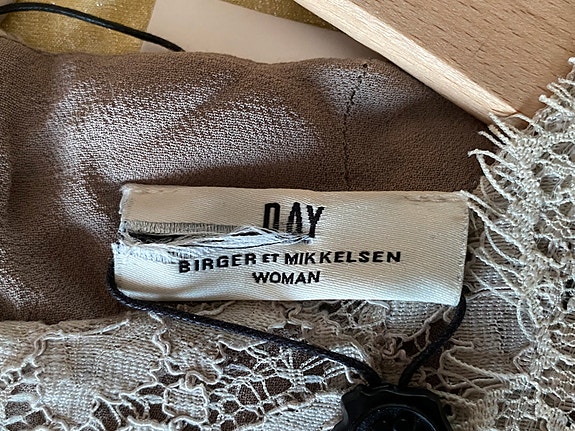 DAY
BIRGER ET MIKKELSEN
WOMAN